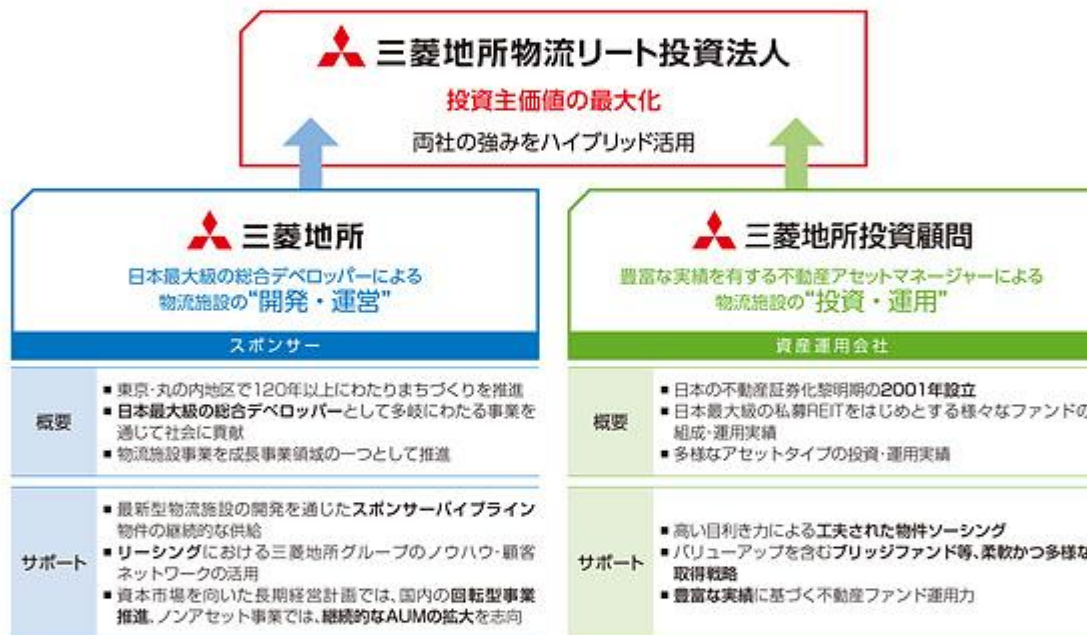 三菱地所物流リート投資法人
投資主価値の最大化
両社の強みをハイブリッド活用
三菱地所
日本最大級の総合デベロッパーによる
物流施設の“開発・運営”
スポンサー
概要
■ 東京・丸の内地区で120年以上にわたりまちづくりを推進
■ 日本最大級の総合デベロッパーとして多岐にわたる事業を
通じて社会に貢献
■ 物流施設事業を成長事業領域の一つとして推進
サポート
■ 最新型物流施設の開発を通じたスポンサーパイプライン
物件の継続的な供給
■ リーシングにおける三菱地所グループのノウハウ・顧客
ネットワークの活用
■ 資本市場を向いた長期経営計画では、国内の回転型事業
推進、ノンアセット事業では、継続的なAUMの拡大を志向
三菱地所投資顧問
豊富な実績を有する不動産アセットマネージャーによる
物流施設の“投資・運用”
資産運用会社
概要
■ 日本の不動産証券化黎明期の2001年設立
■ 日本最大級の私募REITをはじめとする様々なファンドの
組成・運用実績
■ 多様なアセットタイプの投資・運用実績
サポート
■ 高い目利き力による工夫された物件ソーシング
■ バリューアップを含むブリッジファンド等、柔軟かつ多様な
取得戦略
■ 豊富な実績に基づく不動産ファンド運用力